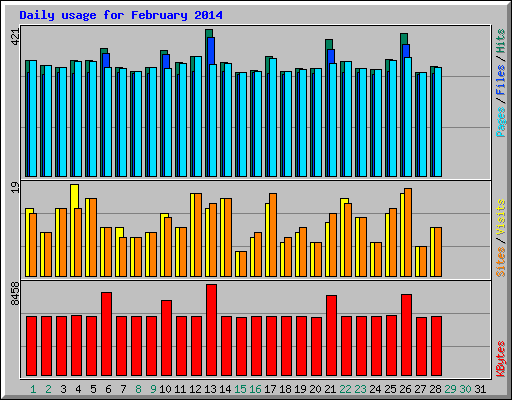 Daily usage for February 2014
421
Pages / Files / Hits
19
Sites / Visits
8458
KBytes
1 2 3 4 5 6 7 8 9 10 11 12 13 14 15 16 17 18 19 20 21 22 23 24 25 26 27 28 29 30 31